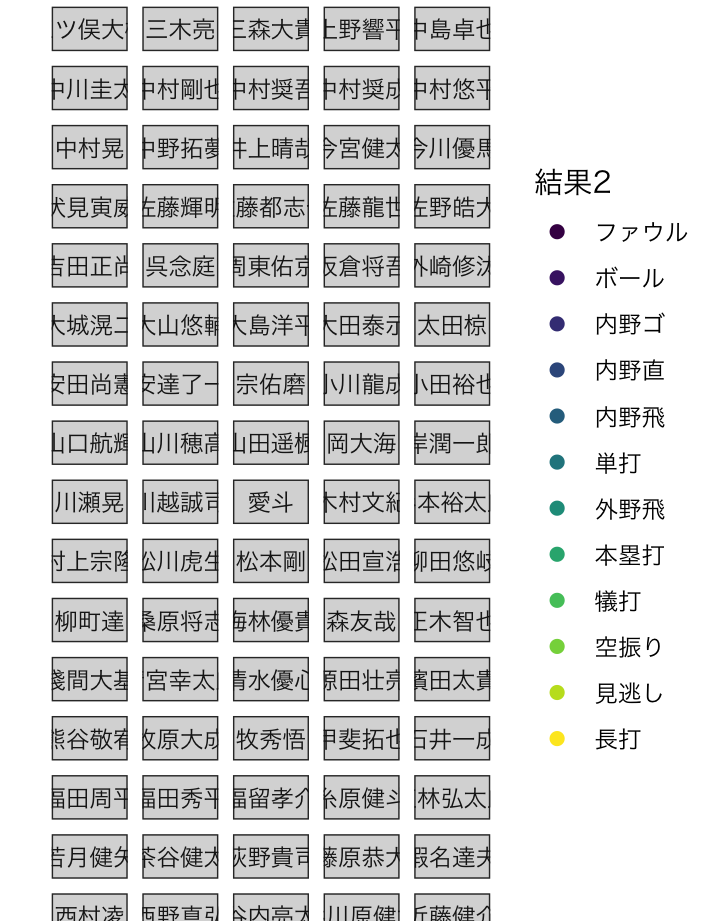 ツ俣大 三木亮 三森大貴 上野響平 中島卓也
中川圭太 中村剛也 中村奨吾 中村奨成 中村悠平
中村晃 中野拓夢 井上晴哉 今宮健太 今川優馬
伏見寅威 佐藤輝明 藤都志 佐藤龍世 佐野皓大
吉田正尚 呉念庭 周東佑京 坂倉将吾 外崎修汰
大城滉二 大山悠輔 大島洋平 大田泰示 太田椋
安田尚憲 安達了一 宗佑磨 小川龍成 小田裕也
山口航輝 山川穂高 山田遥楓 岡大海 岸潤一郎
川瀬晃 川越誠司 愛斗 木村文紀 本裕太
村上宗隆 松川虎生 松本剛 松田宣浩 柳田悠岐
柳町達 桑原将志 海林優貴 森友哉 正木智也
淺間大基 宮幸太 清水優心 源田壮亮 濱田太貴
熊谷敬宥 牧原大成 牧秀悟 甲斐拓也 石井一成
福田周平 福田秀平 福留孝介 糸原健斗 林弘太
若月健矢 茶谷健太 荻野貴司 藤原恭大 蝦名達夫
西村凌 西野真弘 谷内亮太 川原健 近藤健介
結果2
ファウル
ボール
内野ゴ
内野直
内野飛
単打
外野飛
本塁打
犠打
空振り
見逃し
長打